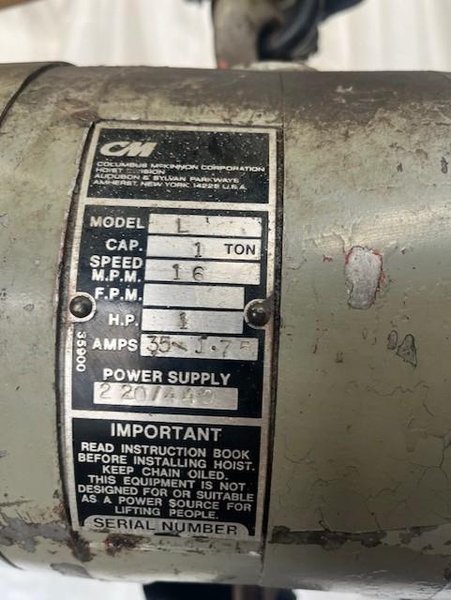 CM
COLUMBUS McKINNON CORPORATION
HOIST DIVISION
AUDUBON & SYLVAN PARKWAYS
AMHERST, NEW YORK 14228 U.S.A.
MODEL L
CAP. 1 TON
SPEED
M.P.M. 16
F.P.M.
H.P. 1
AMPS
POWER SUPPLY
220/440
IMPORTANT
READ INSTRUCTION BOOK
BEFORE INSTALLING HOIST.
KEEP CHAIN OILED.
THIS EQUIPMENT IS NOT
DESIGNED FOR OR SUITABLE
AS A POWER SOURCE FOR
LIFTING PEOPLE.
SERIAL NUMBER
35900